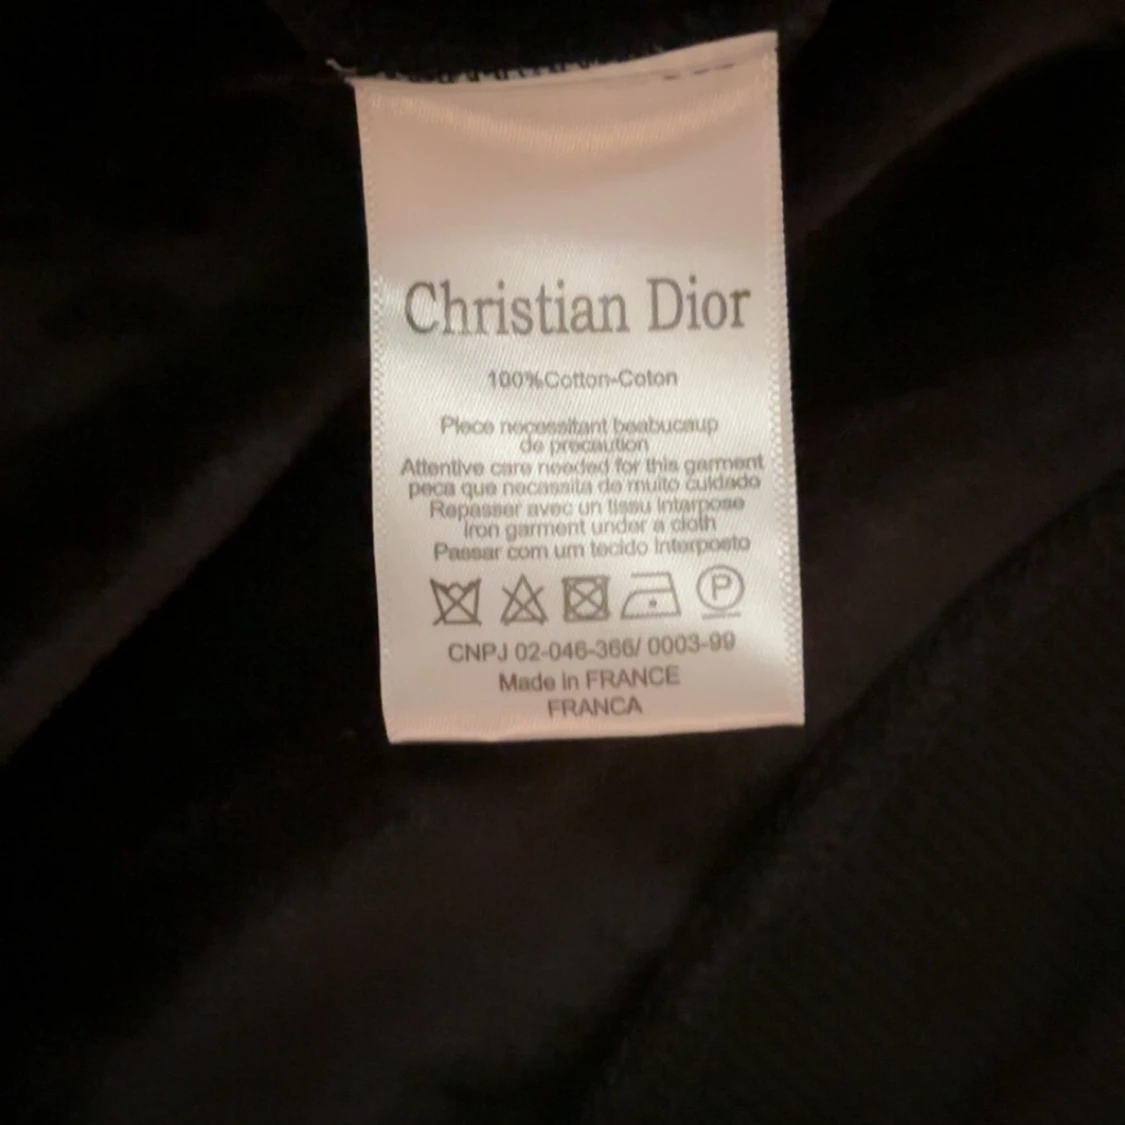 Christian Dior
100%Cotton-Coton
Piece necessitant beabucaup
de precaution
Attentive care needed for this garment
peca que necassita de muito cuidado
Repasser avec un tissu interpose
iron garment under a cloth
Passar com um tecido Interposto
P
CNPJ 02-046-366/ 0003-99
Made in FRANCE
FRANCA